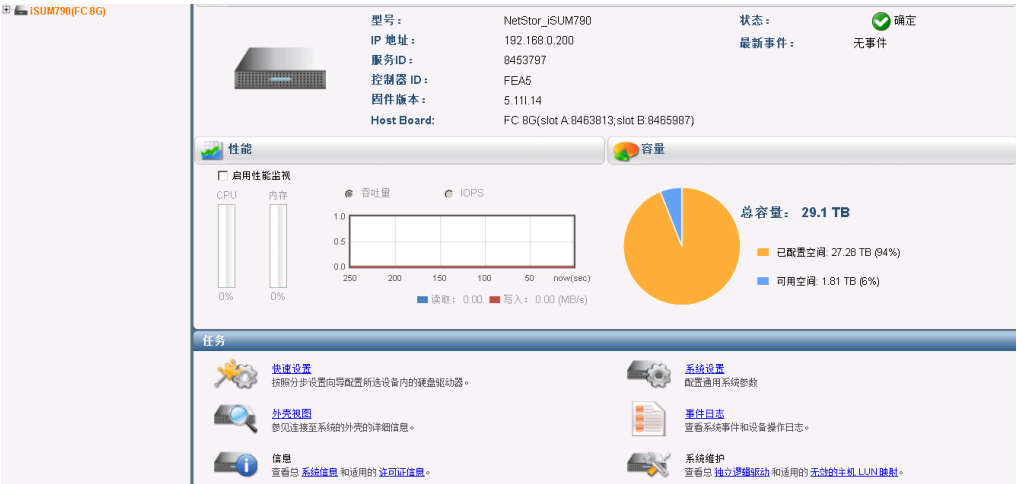 iSUM790(FC 8G)
型号： NetStor_iSUM790 状态： 确定
IP 地址： 192.168.0.200 最新事件： 无事件
服务ID： 8453797
控制器 ID： FEA5
固件版本： 5.11I.14
Host Board: FC 8G(slot A:8463813;slot B:8465987)
性能 容量
启用性能监视
CPU 内存 吞吐量 IOPS
总容量： 29.1 TB
1.0
0.5
0.0
250 200 150 100 50 now(sec)
0% 0% 读取： 0.00 写入： 0.00 (MB/s)
已配置空间: 27.28 TB (94%)
可用空间: 1.81 TB (6%)
任务
快速设置 系统设置
按照分步设置向导配置所选设备内的硬盘驱动器。 配置通用系统参数
外壳视图 事件日志
参见连接至系统的外壳的详细信息。 查看系统事件和设备操作日志。
信息 系统维护
查看总 系统信息 和适用的 许可证信息。 查看总 独立逻辑驱动 和适用的 无效的主机 LUN 映射。